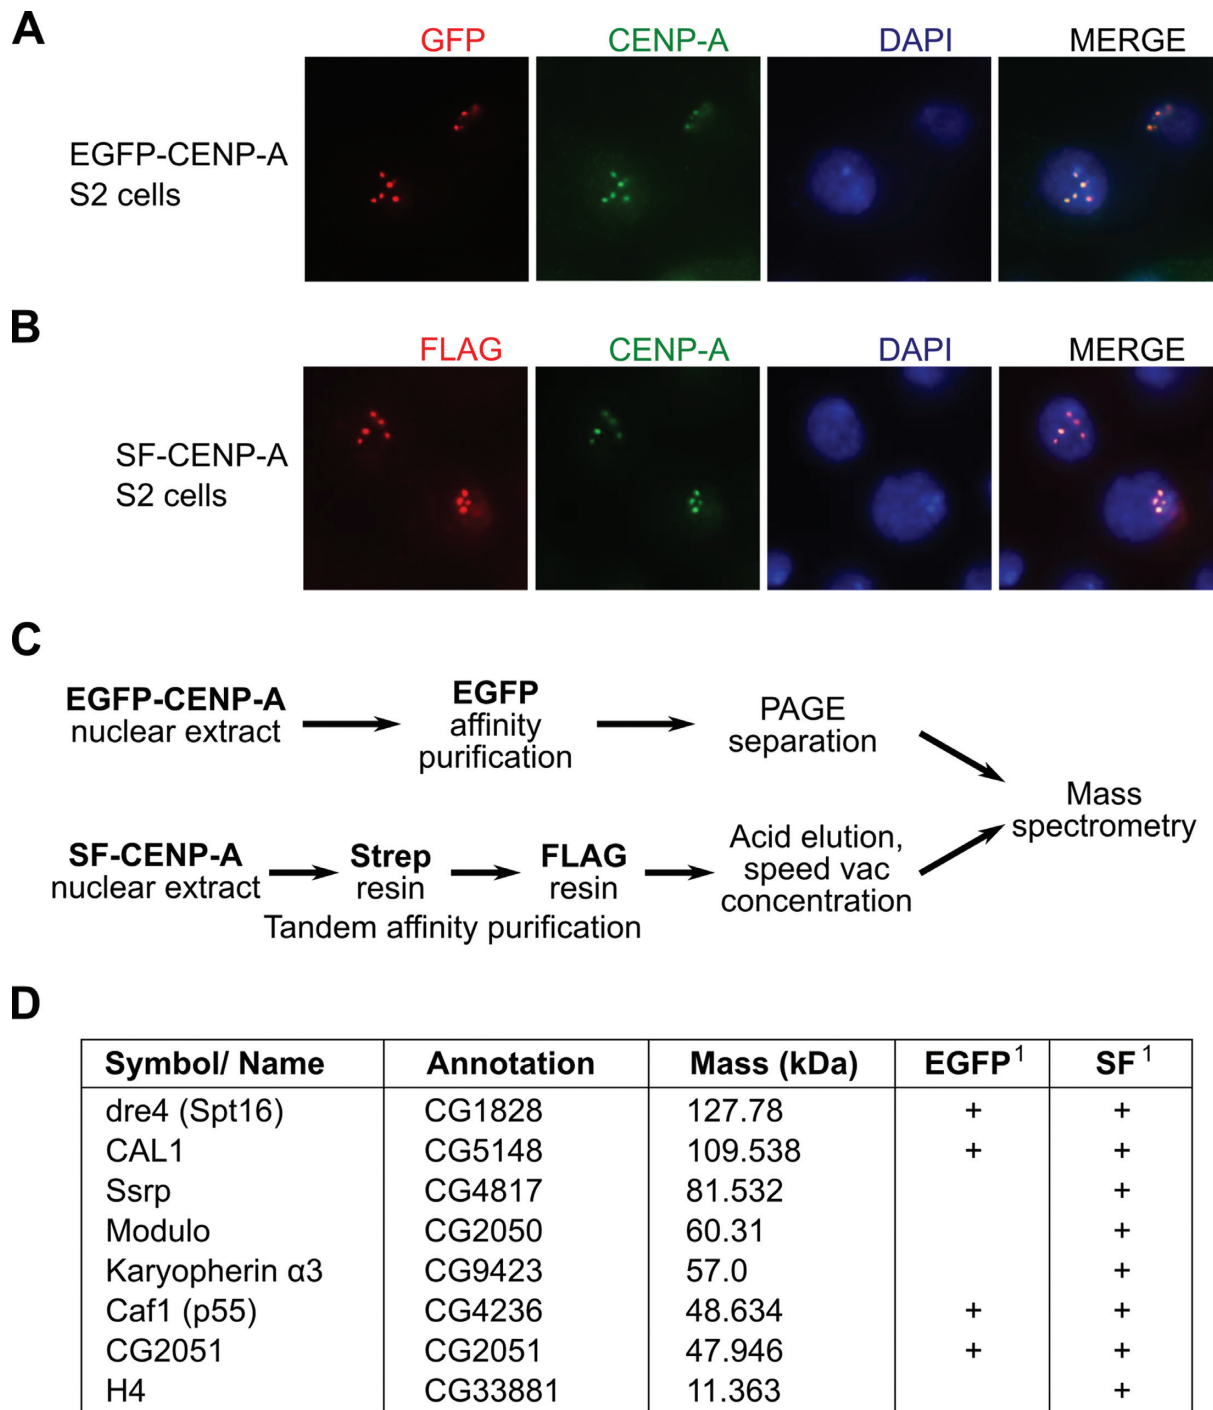 A
GFP CENP-A DAPI MERGE
EGFP-CENP-A
S2 cells
B
FLAG CENP-A DAPI MERGE
SF-CENP-A
S2 cells
C
EGFP-CENP-A
nuclear extract
EGFP
affinity
purification
PAGE
separation
Mass
spectrometry
SF-CENP-A
nuclear extract
Strep
resin
FLAG
resin
Tandem affinity purification
Acid elution,
speed vac
concentration
D
Symbol/ Name Annotation Mass (kDa) EGFP¹ SF¹
dre4 (Spt16) CG1828 127.78 + +
CAL1 CG5148 109.538 + +
Ssrp CG4817 81.532 +
Modulo CG2050 60.31 +
Karyopherin α3 CG9423 57.0 +
Caf1 (p55) CG4236 48.634 + +
CG2051 CG2051 47.946 + +
H4 CG33881 11.363 +